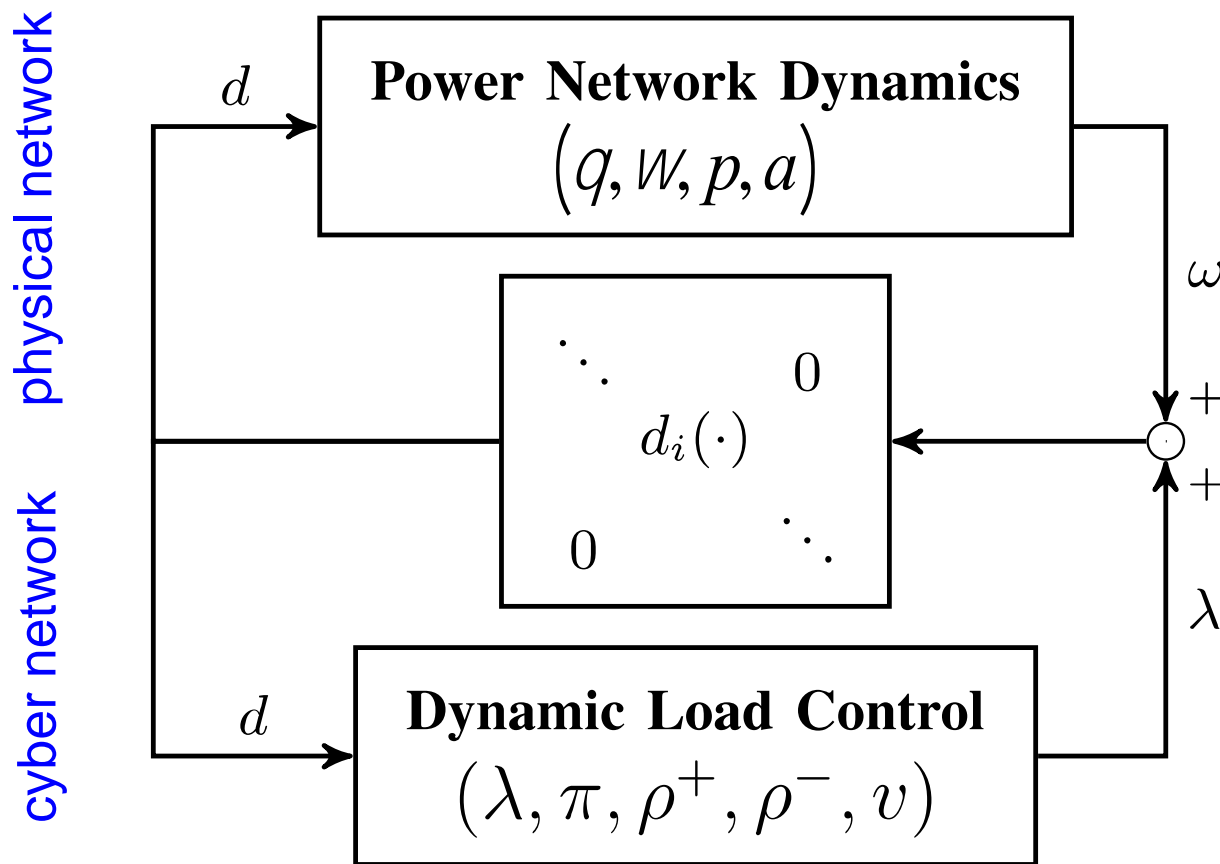 physical network
d
Power Network Dynamics
(q, w, p, a)
ω
+
⋱ 0
d_i(·)
+
0 ⋱
λ
cyber network
d
Dynamic Load Control
(λ, π, ρ⁺, ρ⁻, v)